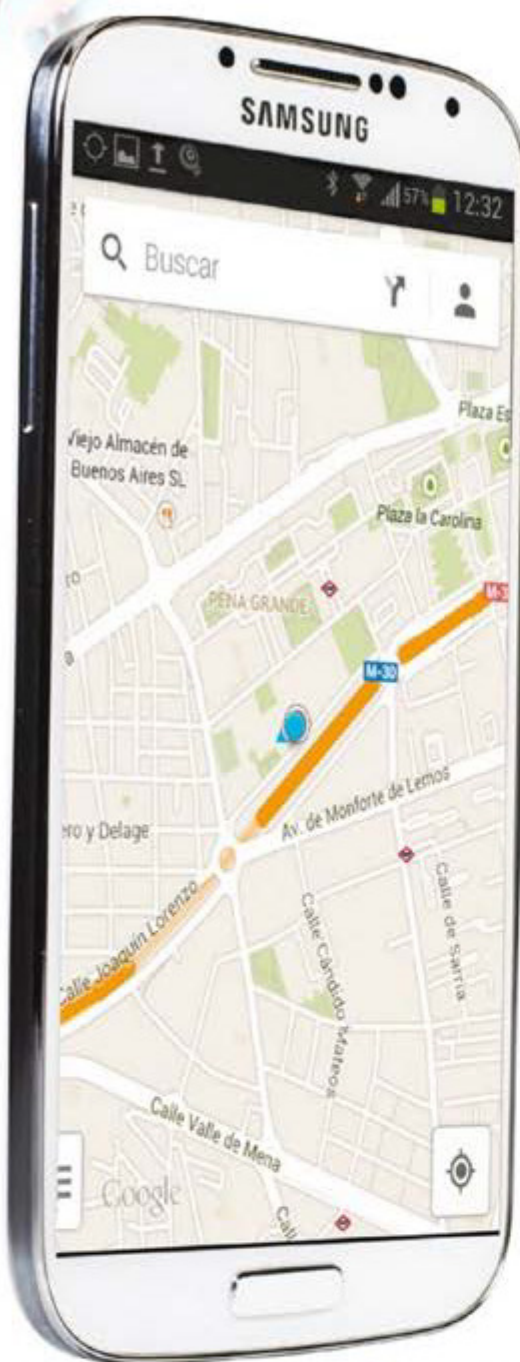 SAMSUNG
57% 12:32
Buscar
Plaza Es
Viejo Almacén de
Buenos Aires SL
Plaza la Carolina
PEÑA GRANDE
M-3
M-30
Av. de Monforte de Lemos
ero y Delage
Calle Joaquín Lorenzo
Calle Cándido Mateos
Calle de Sarria
Calle Valle de Mena
Google
Call